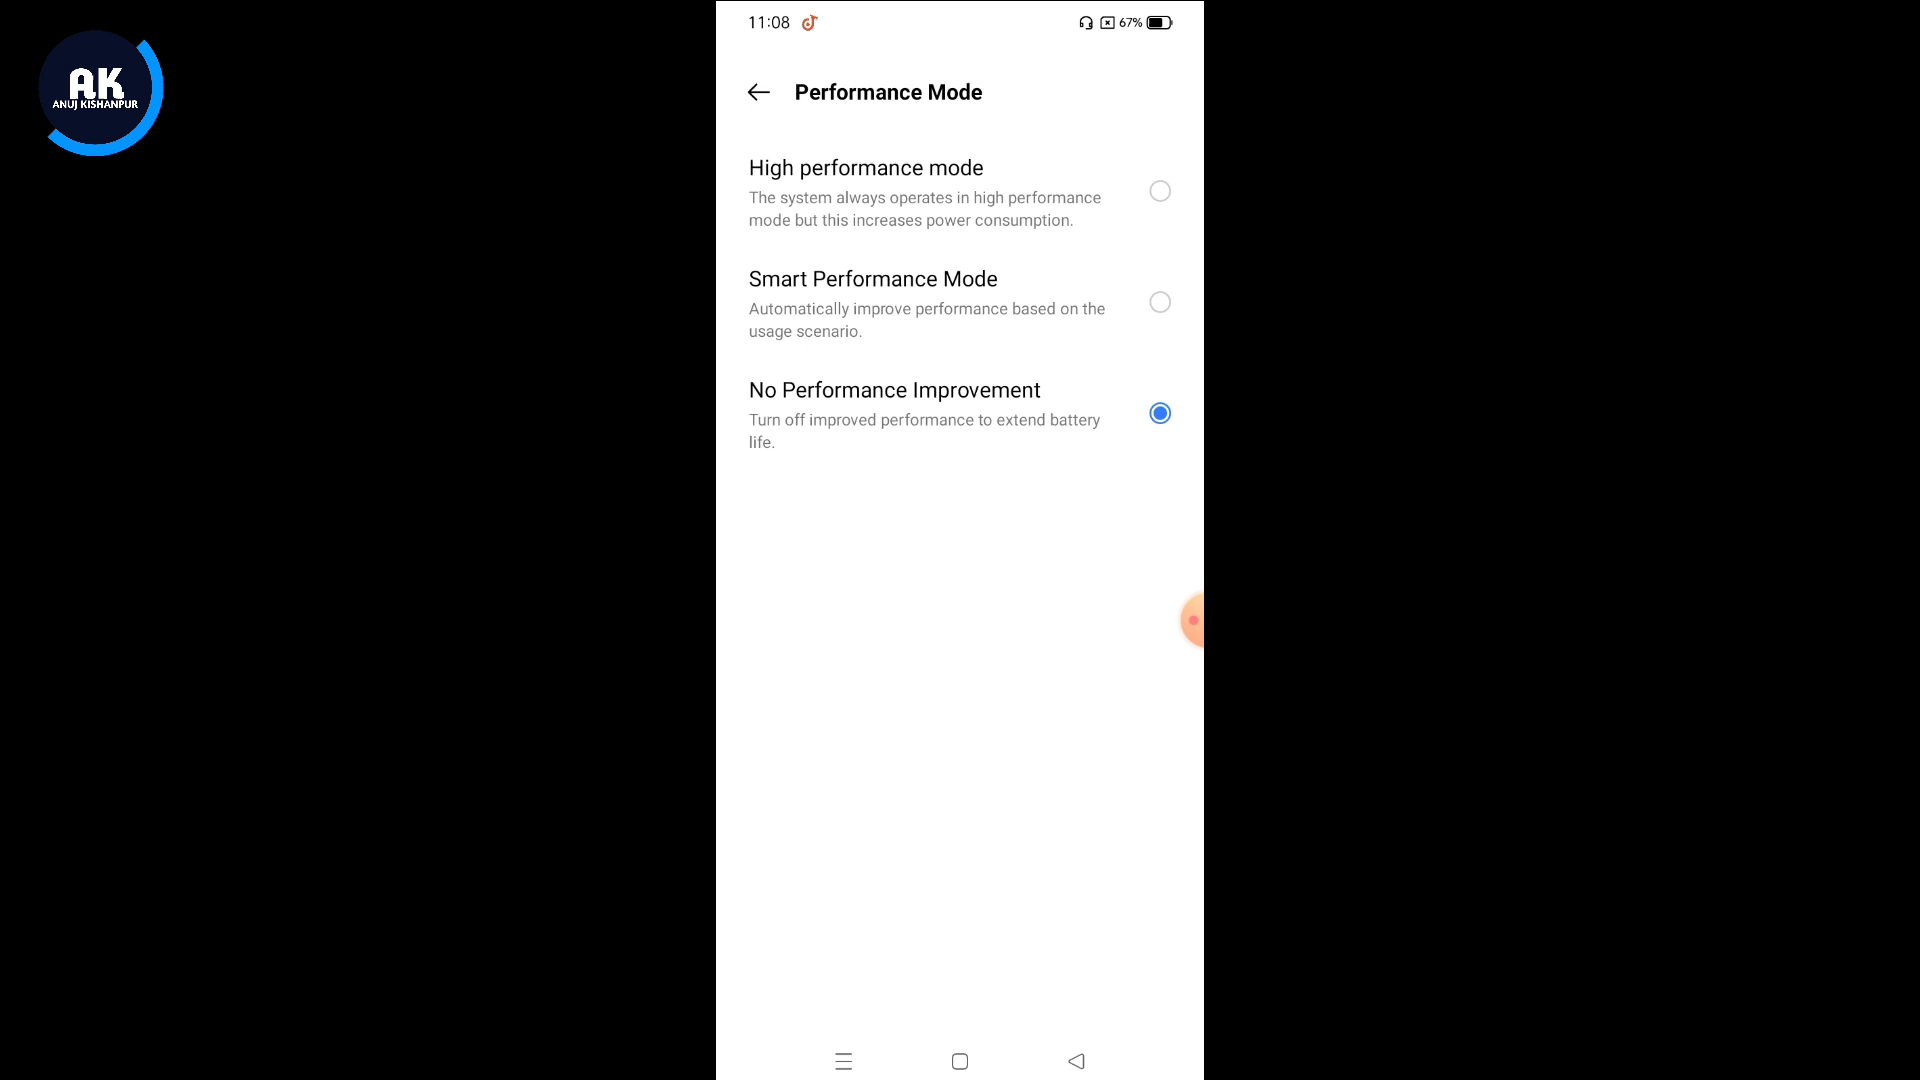 AK
ANUJ KISHANPUR
11:08
67%
Performance Mode
High performance mode
The system always operates in high performance
mode but this increases power consumption.
Smart Performance Mode
Automatically improve performance based on the
usage scenario.
No Performance Improvement
Turn off improved performance to extend battery
life.